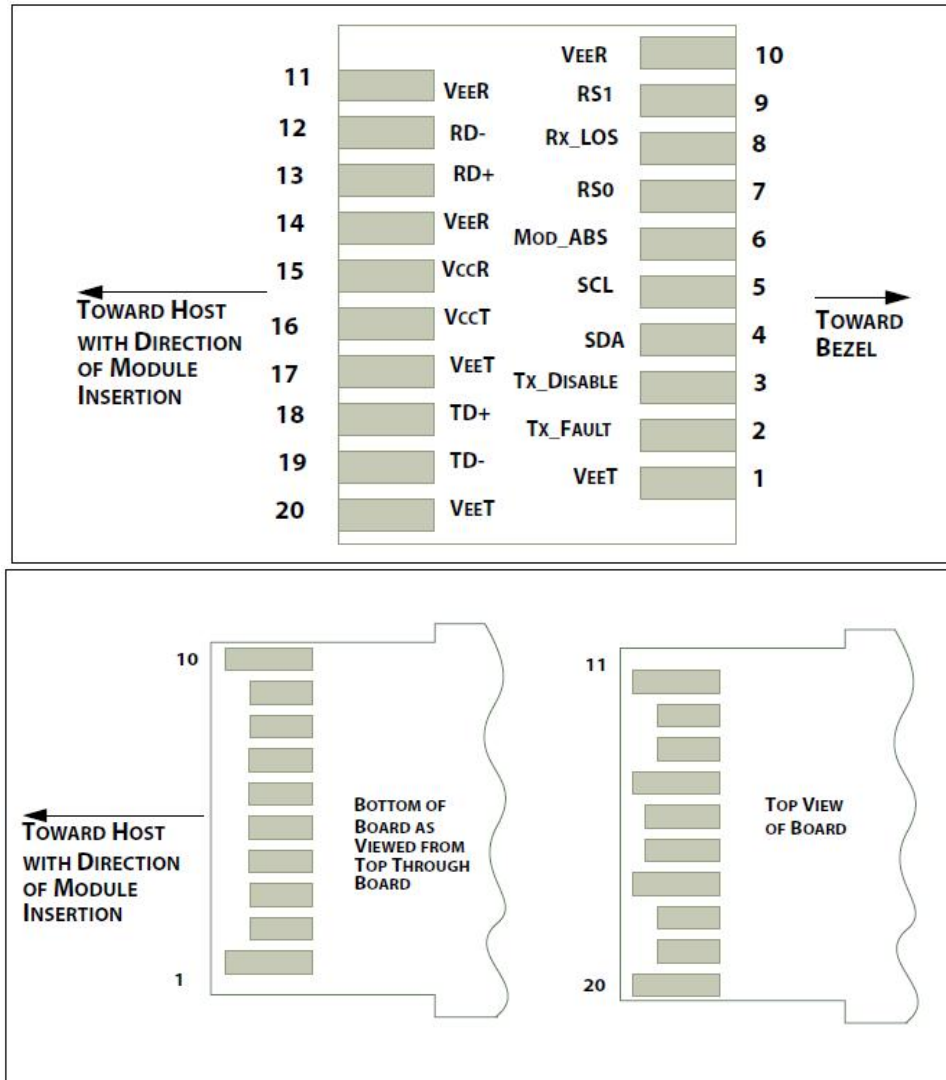 11 VEER
12 RD-
13 RD+
14 VEER
15 VCCR
16 VCCT
17 VEET
18 TD+
19 TD-
20 VEET
VEER 10
RS1 9
RX_LOS 8
RS0 7
MOD_ABS 6
SCL 5
SDA 4
TX_DISABLE 3
TX_FAULT 2
VEET 1
TOWARD HOST
WITH DIRECTION
OF MODULE
INSERTION
TOWARD
BEZEL
10
1
BOTTOM OF
BOARD AS
VIEWED FROM
TOP THROUGH
BOARD
TOWARD HOST
WITH DIRECTION
OF MODULE
INSERTION
11
20
TOP VIEW
OF BOARD